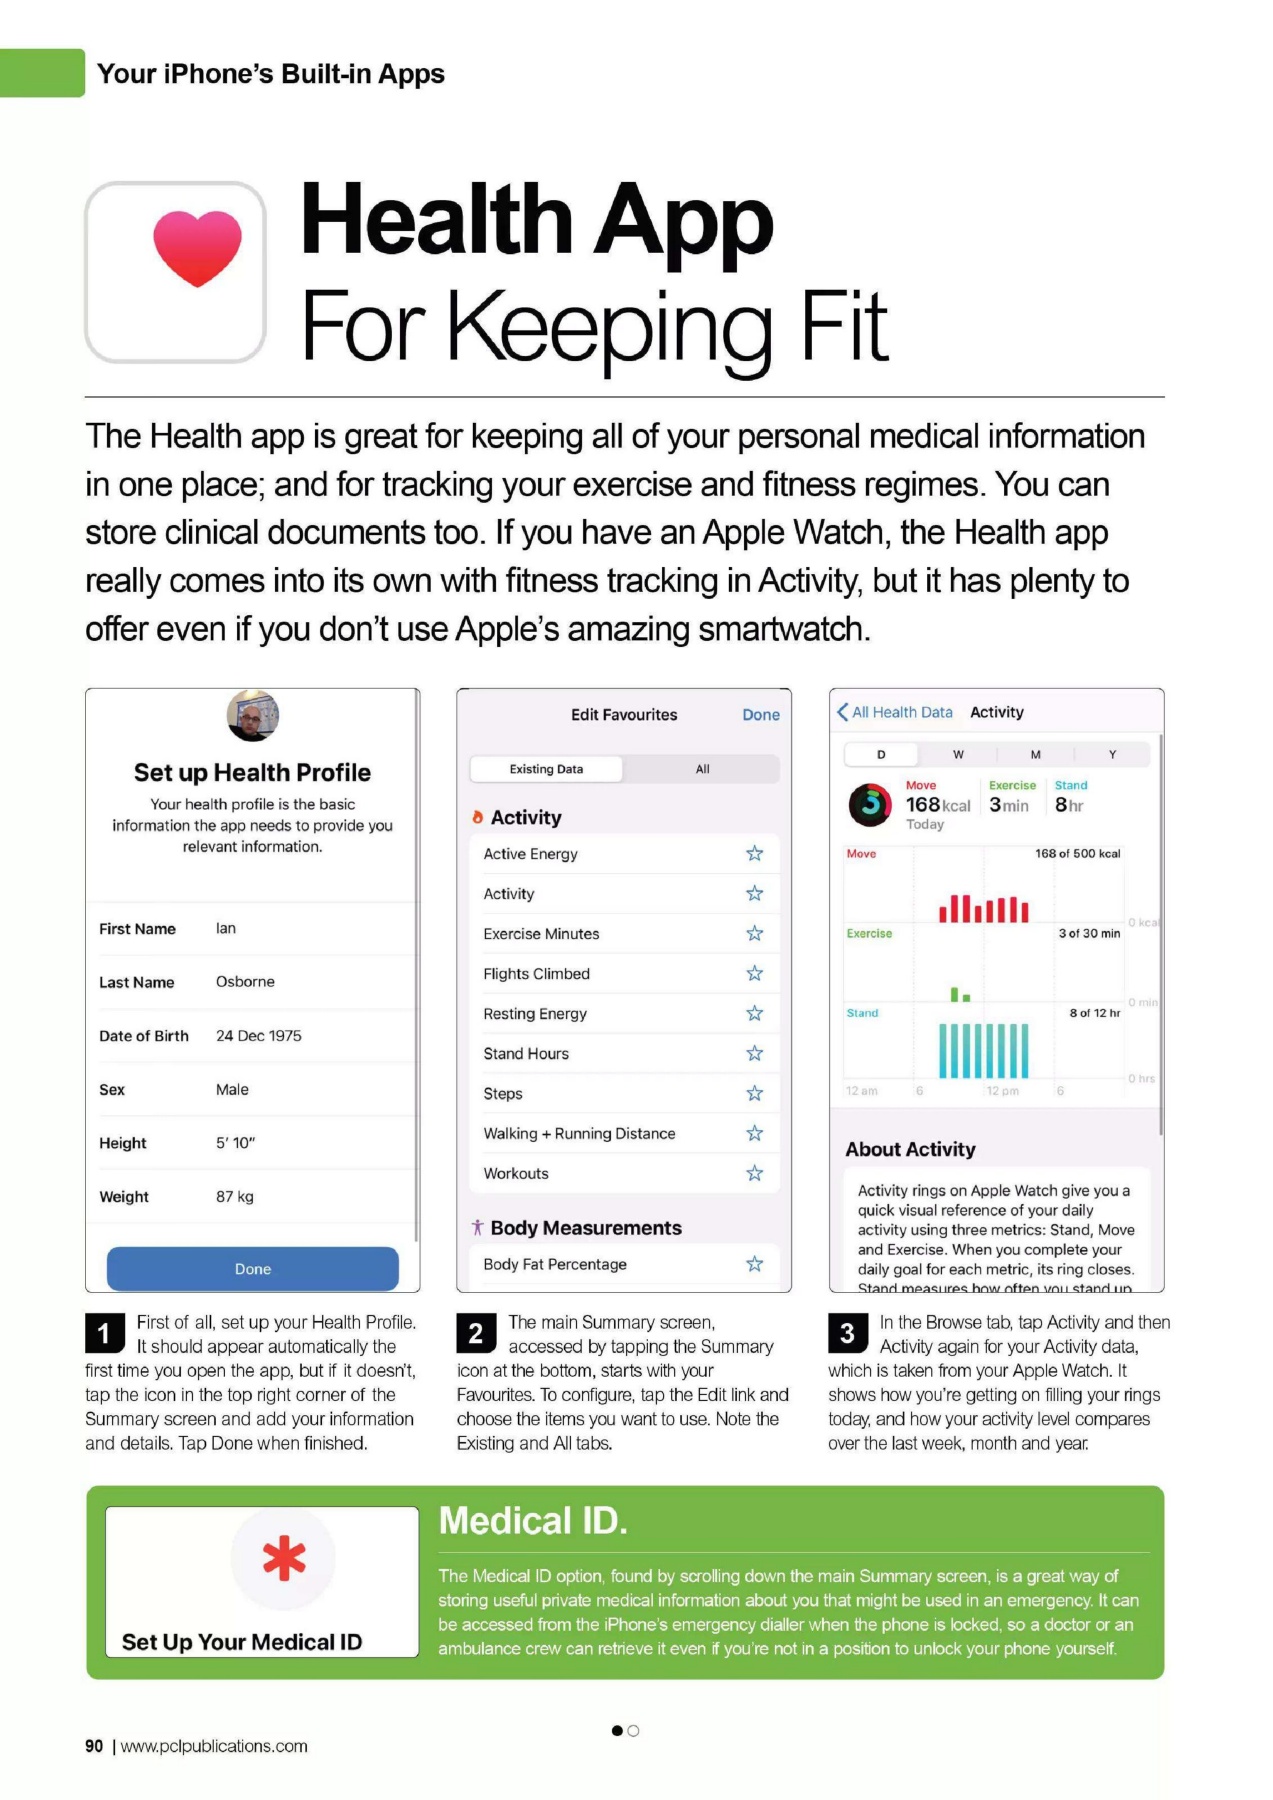 Your iPhone’s Built-in Apps
Health App
For Keeping Fit
The Health app is great for keeping all of your personal medical information
in one place; and for tracking your exercise and fitness regimes. You can
store clinical documents too. If you have an Apple Watch, the Health app
really comes into its own with fitness tracking in Activity, but it has plenty to
offer even if you don’t use Apple’s amazing smartwatch.
Set up Health Profile
Your health profile is the basic
information the app needs to provide you
relevant information.
First Name Ian
Last Name Osborne
Date of Birth 24 Dec 1975
Sex Male
Height 5’ 10”
Weight 87 kg
Done
Edit Favourites Done
Existing Data All
Activity
Active Energy
Activity
Exercise Minutes
Flights Climbed
Resting Energy
Stand Hours
Steps
Walking + Running Distance
Workouts
Body Measurements
Body Fat Percentage
All Health Data Activity
D W M Y
Move Exercise Stand
168 kcal 3 min 8 hr
Today
Move 168 of 500 kcal
0 kcal
Exercise 3 of 30 min
0 min
Stand 8 of 12 hr
0 hrs
12 am 6 12 pm 6
About Activity
Activity rings on Apple Watch give you a
quick visual reference of your daily
activity using three metrics: Stand, Move
and Exercise. When you complete your
daily goal for each metric, its ring closes.
Stand measures how often you stand up
1 First of all, set up your Health Profile.
It should appear automatically the
first time you open the app, but if it doesn’t,
tap the icon in the top right corner of the
Summary screen and add your information
and details. Tap Done when finished.
2 The main Summary screen,
accessed by tapping the Summary
icon at the bottom, starts with your
Favourites. To configure, tap the Edit link and
choose the items you want to use. Note the
Existing and All tabs.
3 In the Browse tab, tap Activity and then
Activity again for your Activity data,
which is taken from your Apple Watch. It
shows how you’re getting on filling your rings
today, and how your activity level compares
over the last week, month and year.
Set Up Your Medical ID
Medical ID.
The Medical ID option, found by scrolling down the main Summary screen, is a great way of
storing useful private medical information about you that might be used in an emergency. It can
be accessed from the iPhone’s emergency dialler when the phone is locked, so a doctor or an
ambulance crew can retrieve it even if you’re not in a position to unlock your phone yourself.
90 | www.pclpublications.com